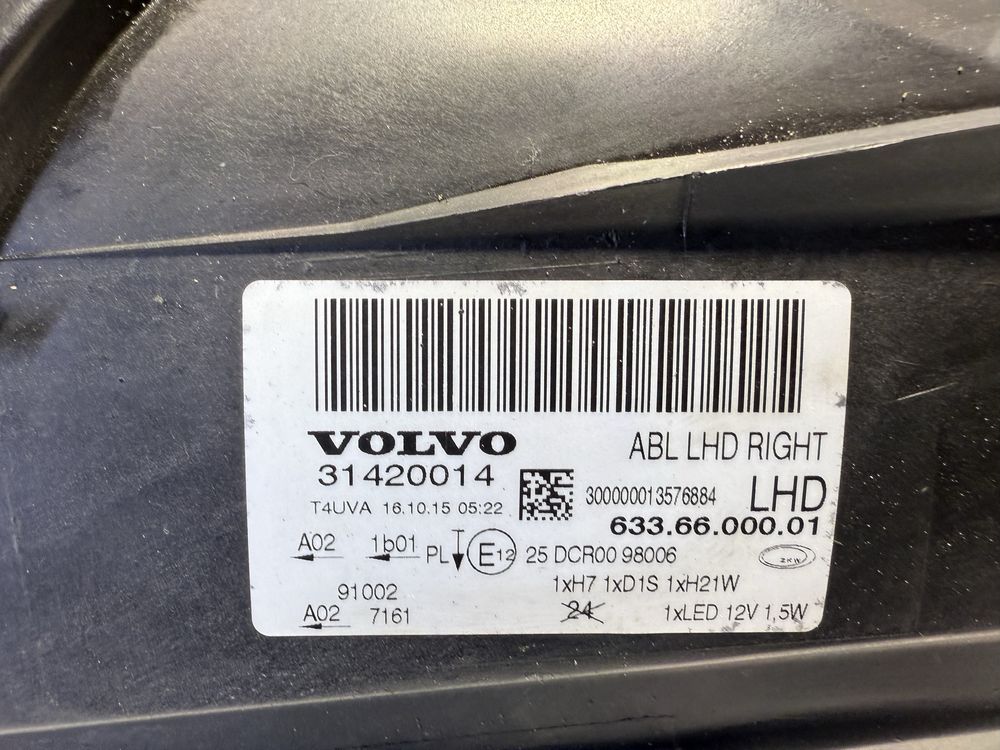 VOLVO ABL LHD RIGHT
31420014
300000013576884 LHD
T4UVA 16.10.15 05:22
633.66.000.01
A02 1b01 PL E12 25 DCR00 98006 ZKW
91002 1xH7 1xD1S 1xH21W
A02 7161 24 1xLED 12V 1,5W